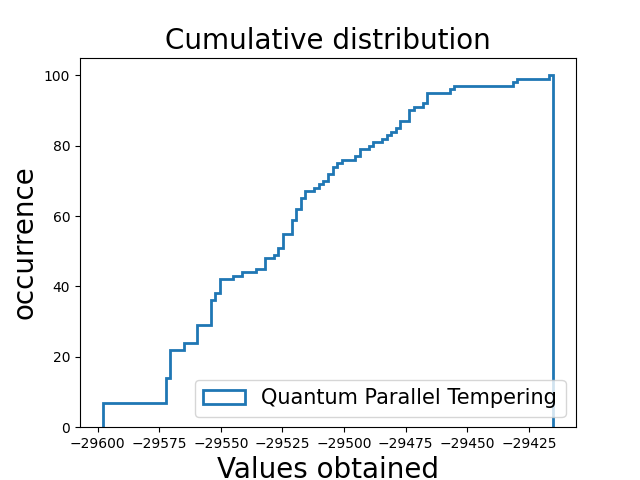 Cumulative distribution
occurrence
100
80
60
40
20
0
Quantum Parallel Tempering
−29600 −29575 −29550 −29525 −29500 −29475 −29450 −29425
Values obtained